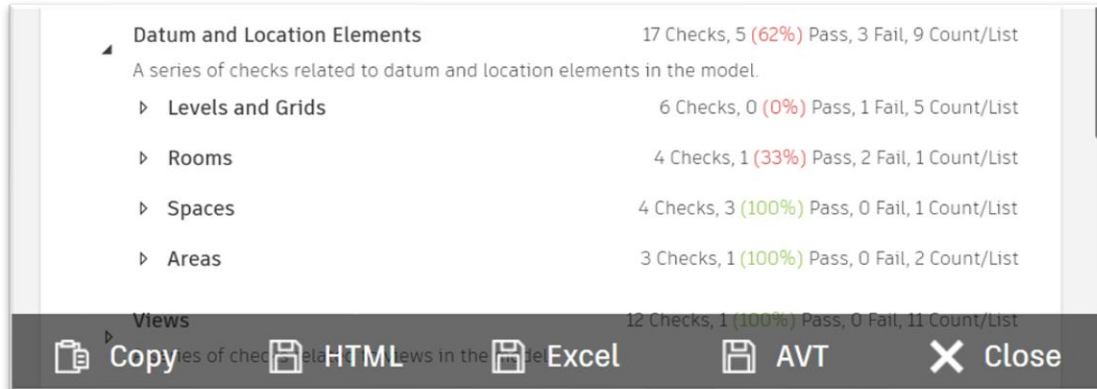 Datum and Location Elements 17 Checks, 5 (62%) Pass, 3 Fail, 9 Count/List
A series of checks related to datum and location elements in the model.
Levels and Grids 6 Checks, 0 (0%) Pass, 1 Fail, 5 Count/List
Rooms 4 Checks, 1 (33%) Pass, 2 Fail, 1 Count/List
Spaces 4 Checks, 3 (100%) Pass, 0 Fail, 1 Count/List
Areas 3 Checks, 1 (100%) Pass, 0 Fail, 2 Count/List
Views 12 Checks, 1 (100%) Pass, 0 Fail, 11 Count/List
Copy HTML Excel AVT Close